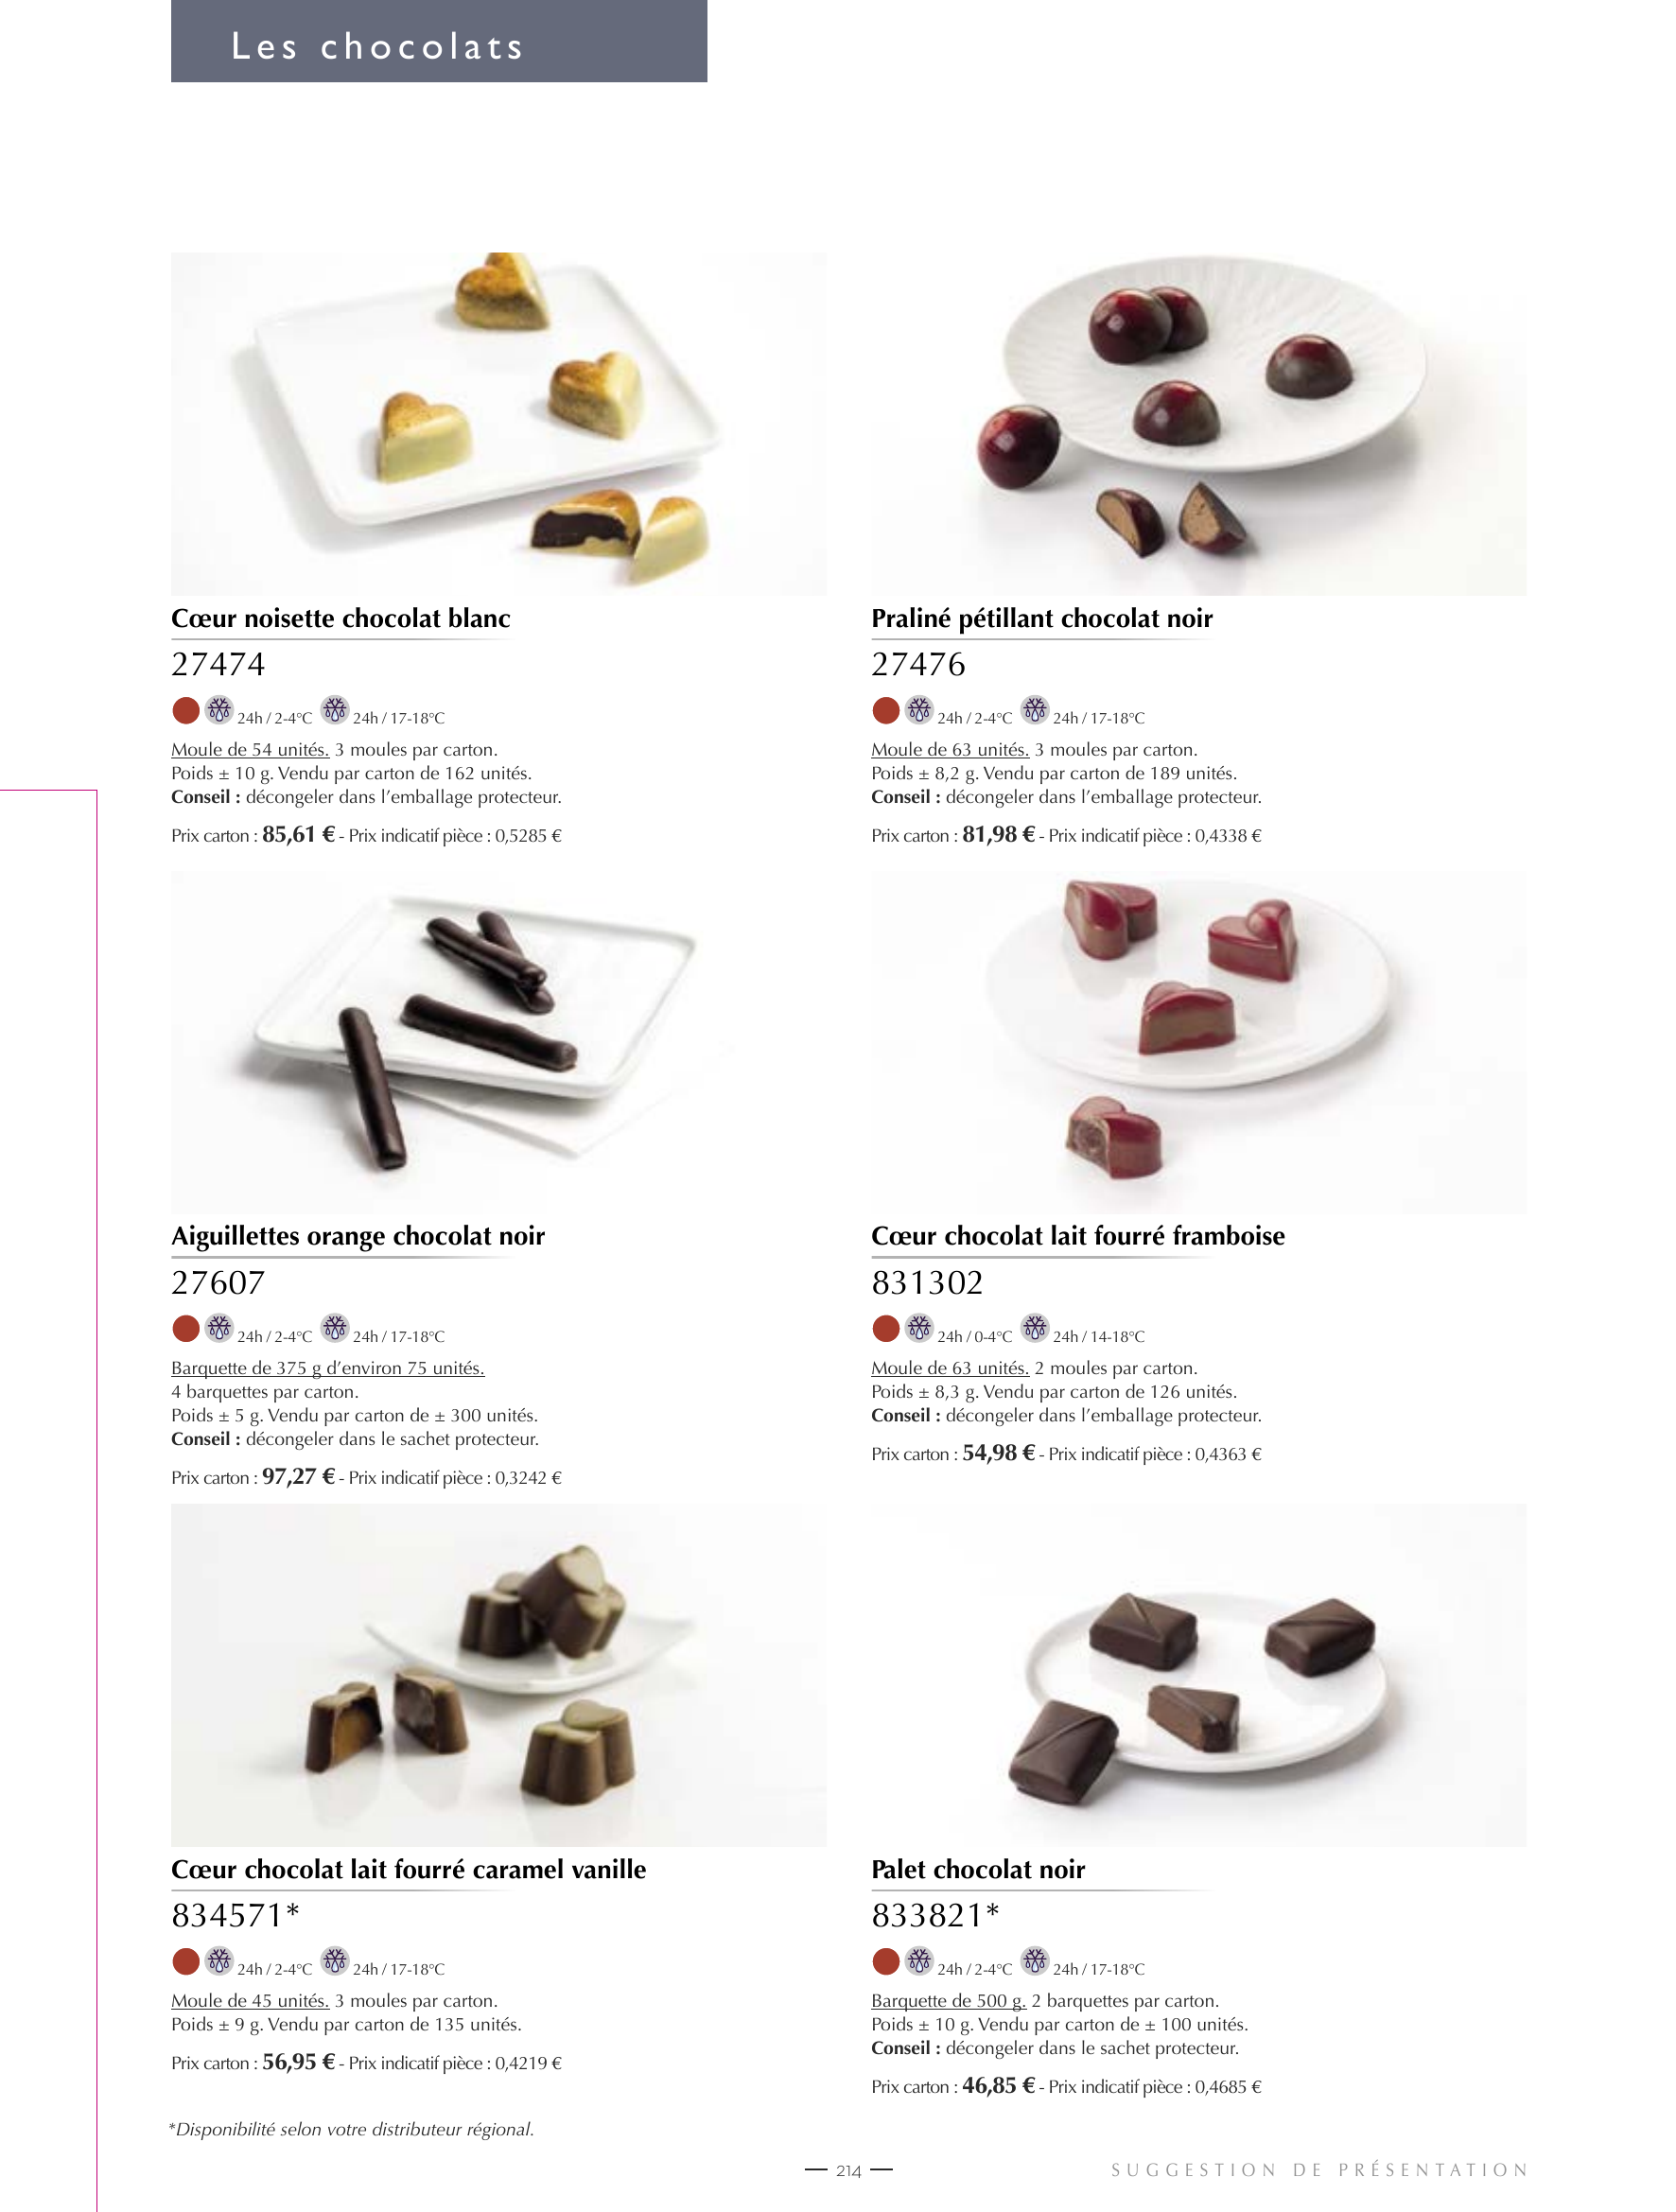 Les chocolats
Cœur noisette chocolat blanc
27474
24h / 2-4°C 24h / 17-18°C
Moule de 54 unités. 3 moules par carton.
Poids ± 10 g. Vendu par carton de 162 unités.
Conseil : décongeler dans l’emballage protecteur.
Prix carton : 85,61 € - Prix indicatif pièce : 0,5285 €
Praliné pétillant chocolat noir
27476
24h / 2-4°C 24h / 17-18°C
Moule de 63 unités. 3 moules par carton.
Poids ± 8,2 g. Vendu par carton de 189 unités.
Conseil : décongeler dans l’emballage protecteur.
Prix carton : 81,98 € - Prix indicatif pièce : 0,4338 €
Aiguillettes orange chocolat noir
27607
24h / 2-4°C 24h / 17-18°C
Barquette de 375 g d’environ 75 unités.
4 barquettes par carton.
Poids ± 5 g. Vendu par carton de ± 300 unités.
Conseil : décongeler dans le sachet protecteur.
Prix carton : 97,27 € - Prix indicatif pièce : 0,3242 €
Cœur chocolat lait fourré framboise
831302
24h / 0-4°C 24h / 14-18°C
Moule de 63 unités. 2 moules par carton.
Poids ± 8,3 g. Vendu par carton de 126 unités.
Conseil : décongeler dans l’emballage protecteur.
Prix carton : 54,98 € - Prix indicatif pièce : 0,4363 €
Cœur chocolat lait fourré caramel vanille
834571*
24h / 2-4°C 24h / 17-18°C
Moule de 45 unités. 3 moules par carton.
Poids ± 9 g. Vendu par carton de 135 unités.
Prix carton : 56,95 € - Prix indicatif pièce : 0,4219 €
Palet chocolat noir
833821*
24h / 2-4°C 24h / 17-18°C
Barquette de 500 g. 2 barquettes par carton.
Poids ± 10 g. Vendu par carton de ± 100 unités.
Conseil : décongeler dans le sachet protecteur.
Prix carton : 46,85 € - Prix indicatif pièce : 0,4685 €
*Disponibilité selon votre distributeur régional.
214
SUGGESTION DE PRÉSENTATION